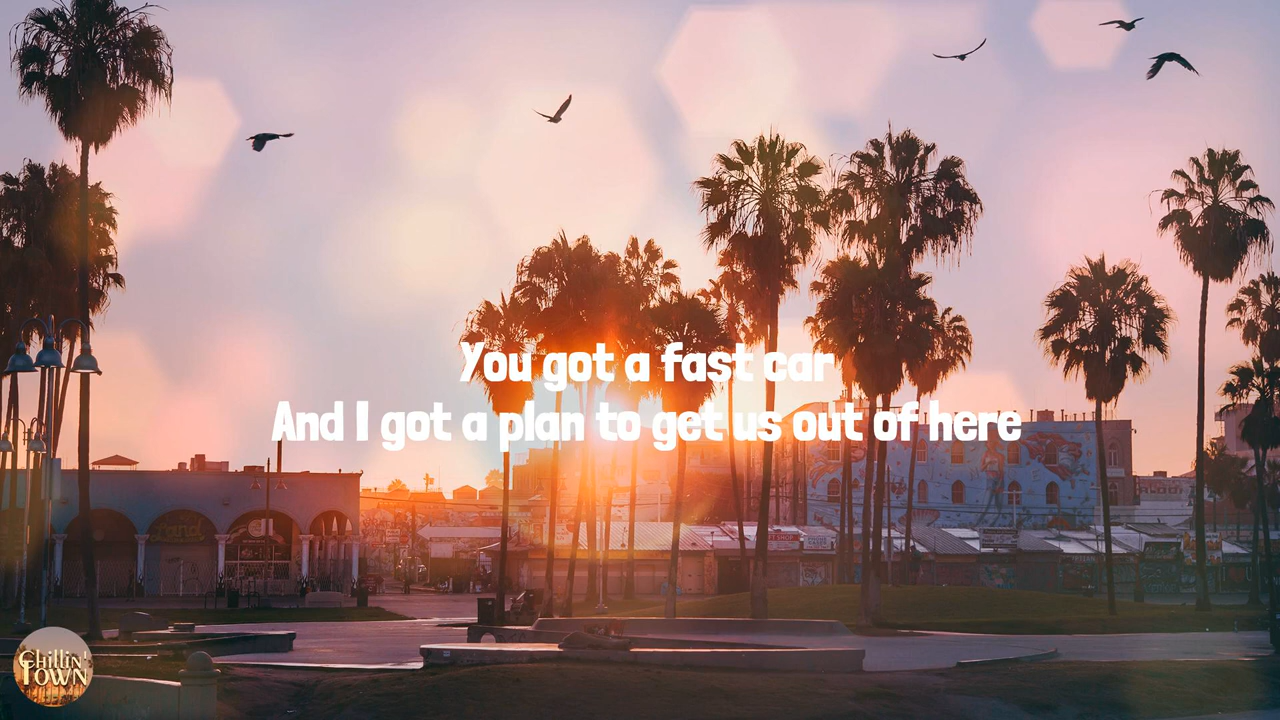 You got a fast car
And I got a plan to get us out of here
Chillin'
TOWN